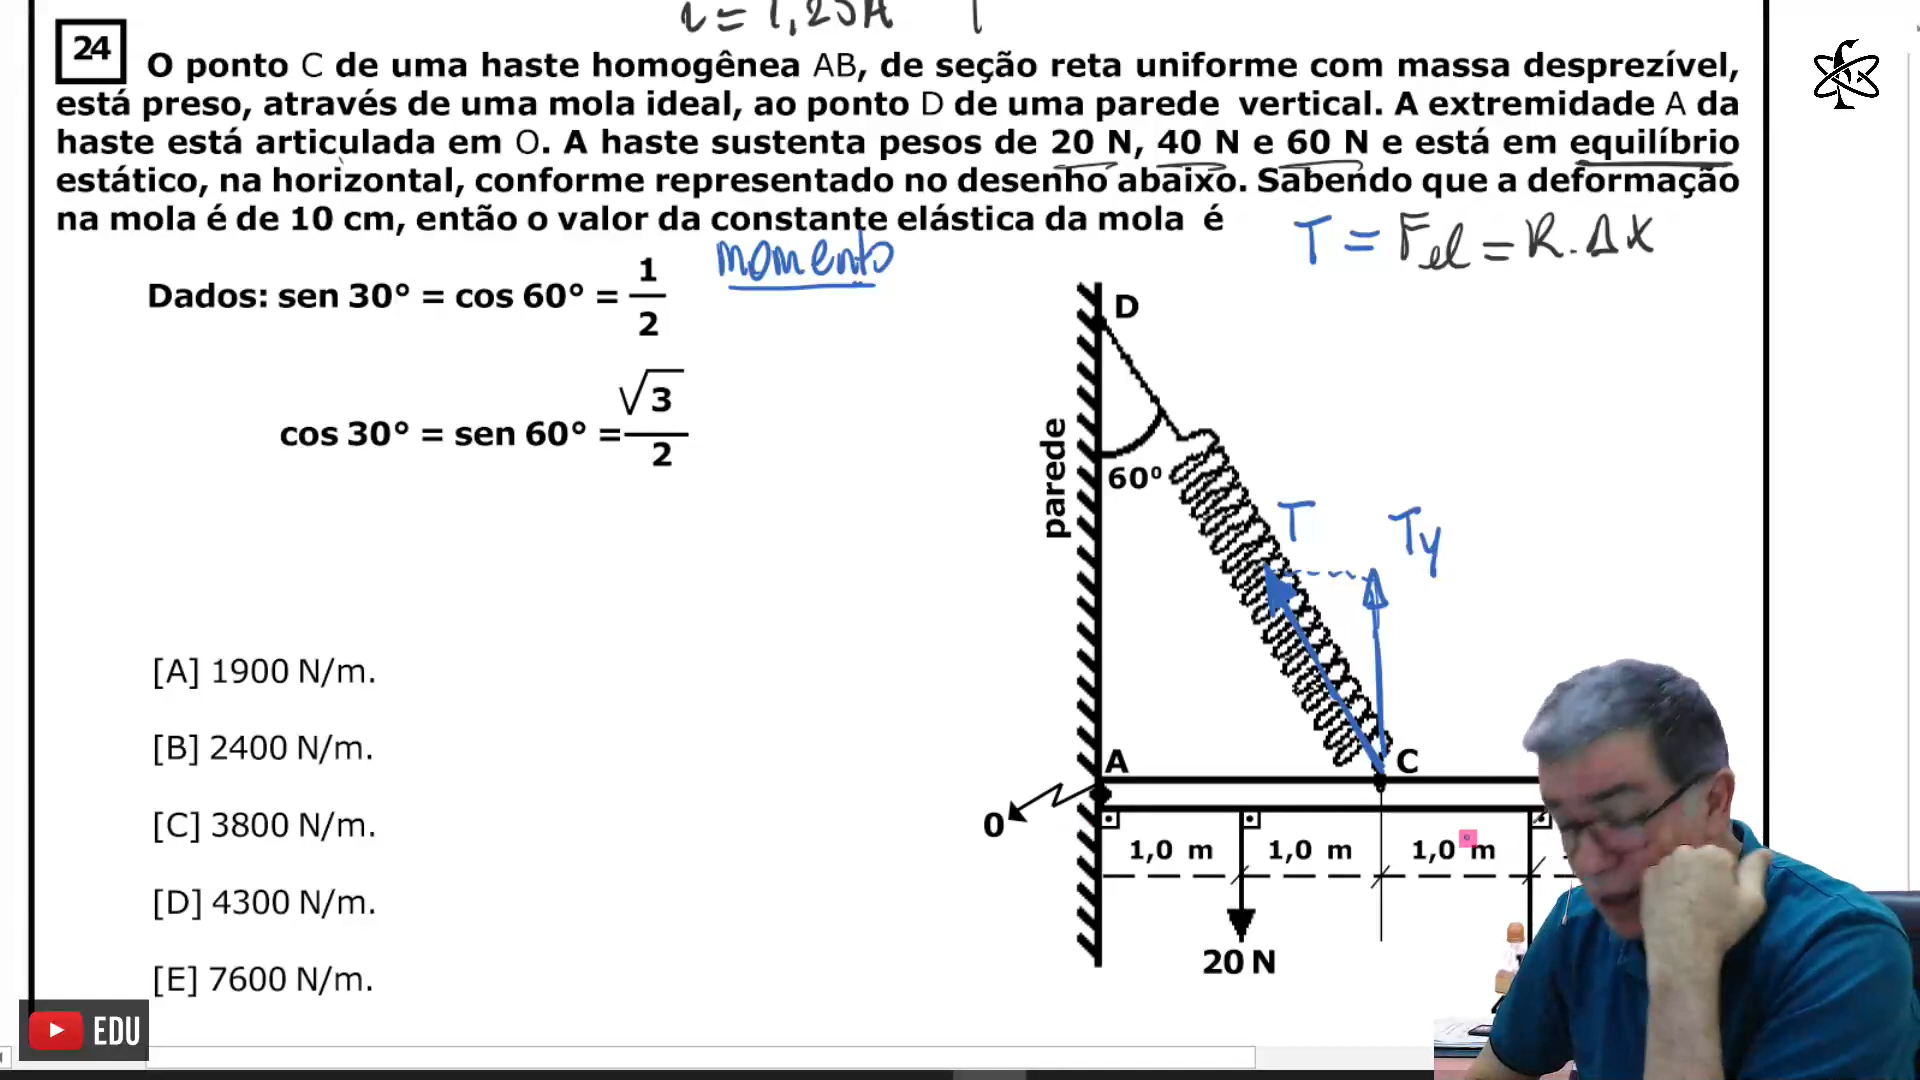 i = 1,25A
24
O ponto C de uma haste homogênea AB, de seção reta uniforme com massa desprezível,
está preso, através de uma mola ideal, ao ponto D de uma parede vertical. A extremidade A da
haste está articulada em O. A haste sustenta pesos de 20 N, 40 N e 60 N e está em equilíbrio
estático, na horizontal, conforme representado no desenho abaixo. Sabendo que a deformação
na mola é de 10 cm, então o valor da constante elástica da mola é
T = Fel = K.Δx
momento
Dados: sen 30° = cos 60° = 1/2
cos 30° = sen 60° = √3/2
D
parede
60º
T
Ty
A
C
0
1,0 m 1,0 m 1,0 m
20 N
[A] 1900 N/m.
[B] 2400 N/m.
[C] 3800 N/m.
[D] 4300 N/m.
[E] 7600 N/m.
EDU